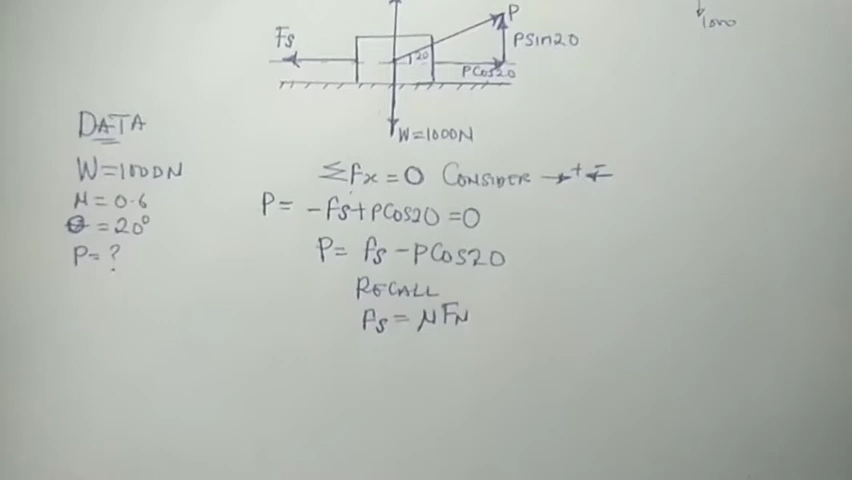 P
1000
Fs
20
PSin20
PCos20
W=1000N
DATA
W=1000N
μ=0.6
θ=20°
P=?
ΣFx=0 CONSIDER →+ ←-
P= -fs+PCos20=0
P= fs-PCos20
RECALL
fs=μFN